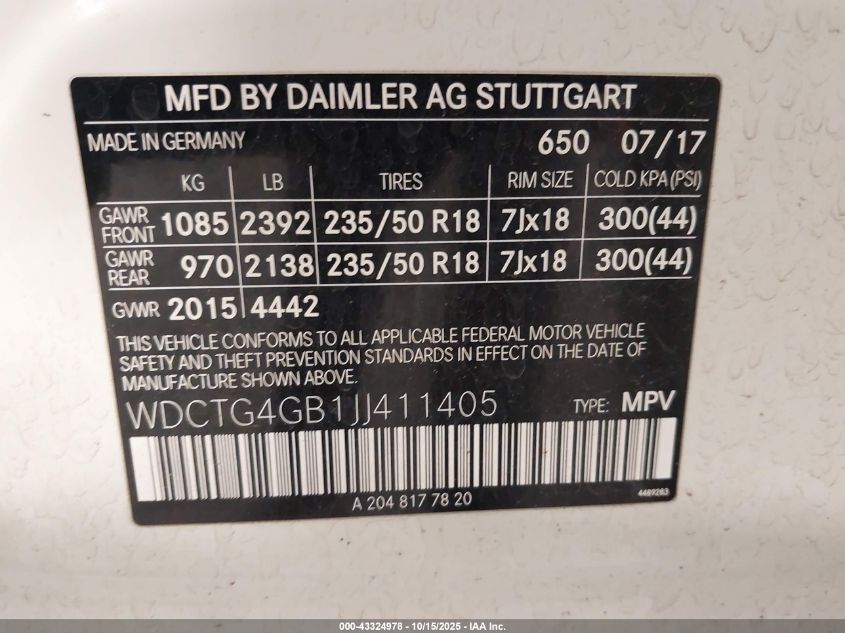 MFD BY DAIMLER AG STUTTGART
MADE IN GERMANY 650 07/17
KG LB TIRES RIM SIZE COLD KPA(PSI)
GAWR FRONT 1085 2392 235/50 R18 7Jx18 300(44)
GAWR REAR 970 2138 235/50 R18 7Jx18 300(44)
GVWR 2015 4442
THIS VEHICLE CONFORMS TO ALL APPLICABLE FEDERAL MOTOR VEHICLE
SAFETY AND THEFT PREVENTION STANDARDS IN EFFECT ON THE DATE OF
MANUFACTURE SHOWN ABOVE.
WDCTG4GB1JJ411405 TYPE: MPV
A 204 817 78 20 4489283
000-43324978 - 10/15/2025 - IAA Inc.